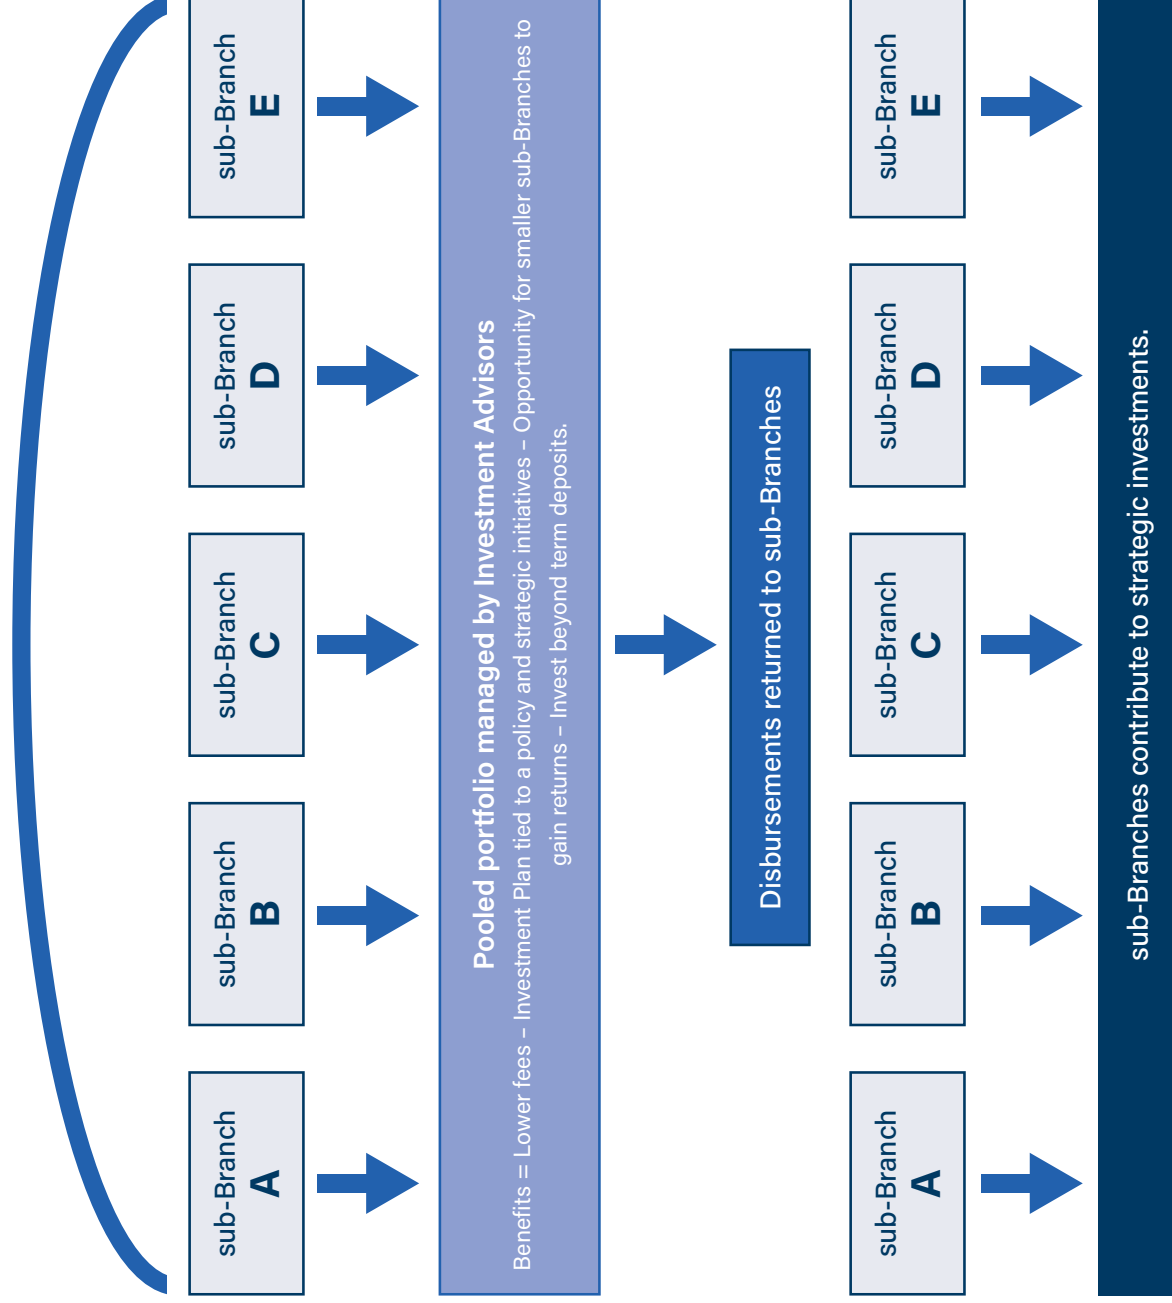 sub-Branch
A
sub-Branch
B
sub-Branch
C
sub-Branch
D
sub-Branch
E
Pooled portfolio managed by Investment Advisors
Benefits = Lower fees – Investment Plan tied to a policy and strategic initiatives – Opportunity for smaller sub-Branches to
gain returns – Invest beyond term deposits.
Disbursements returned to sub-Branches
sub-Branch
A
sub-Branch
B
sub-Branch
C
sub-Branch
D
sub-Branch
E
sub-Branches contribute to strategic investments.